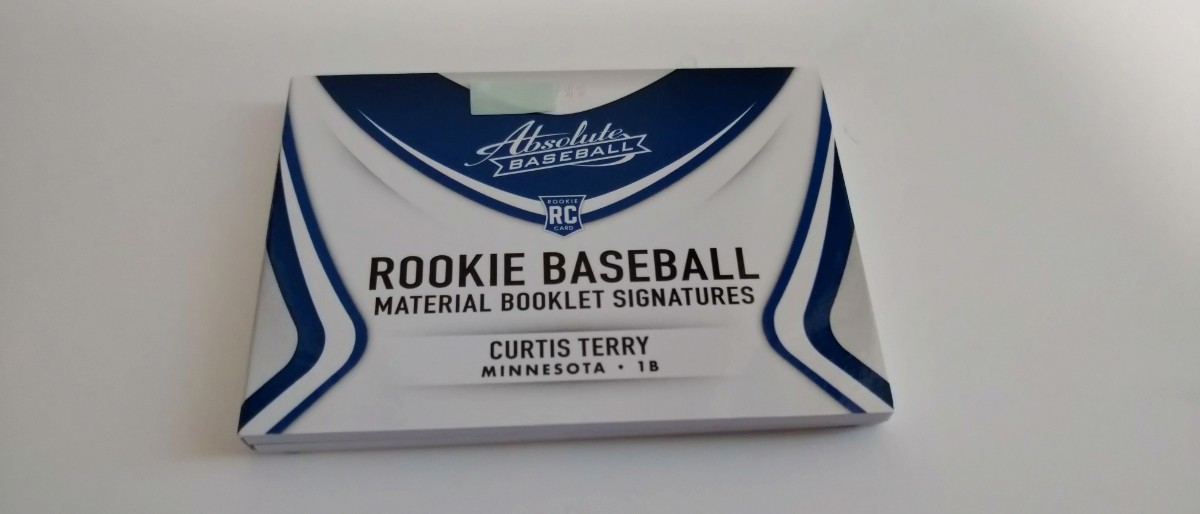 Absolute
BASEBALL
ROOKIE
RC
CARD
ROOKIE BASEBALL
MATERIAL BOOKLET SIGNATURES
CURTIS TERRY
MINNESOTA • 1B